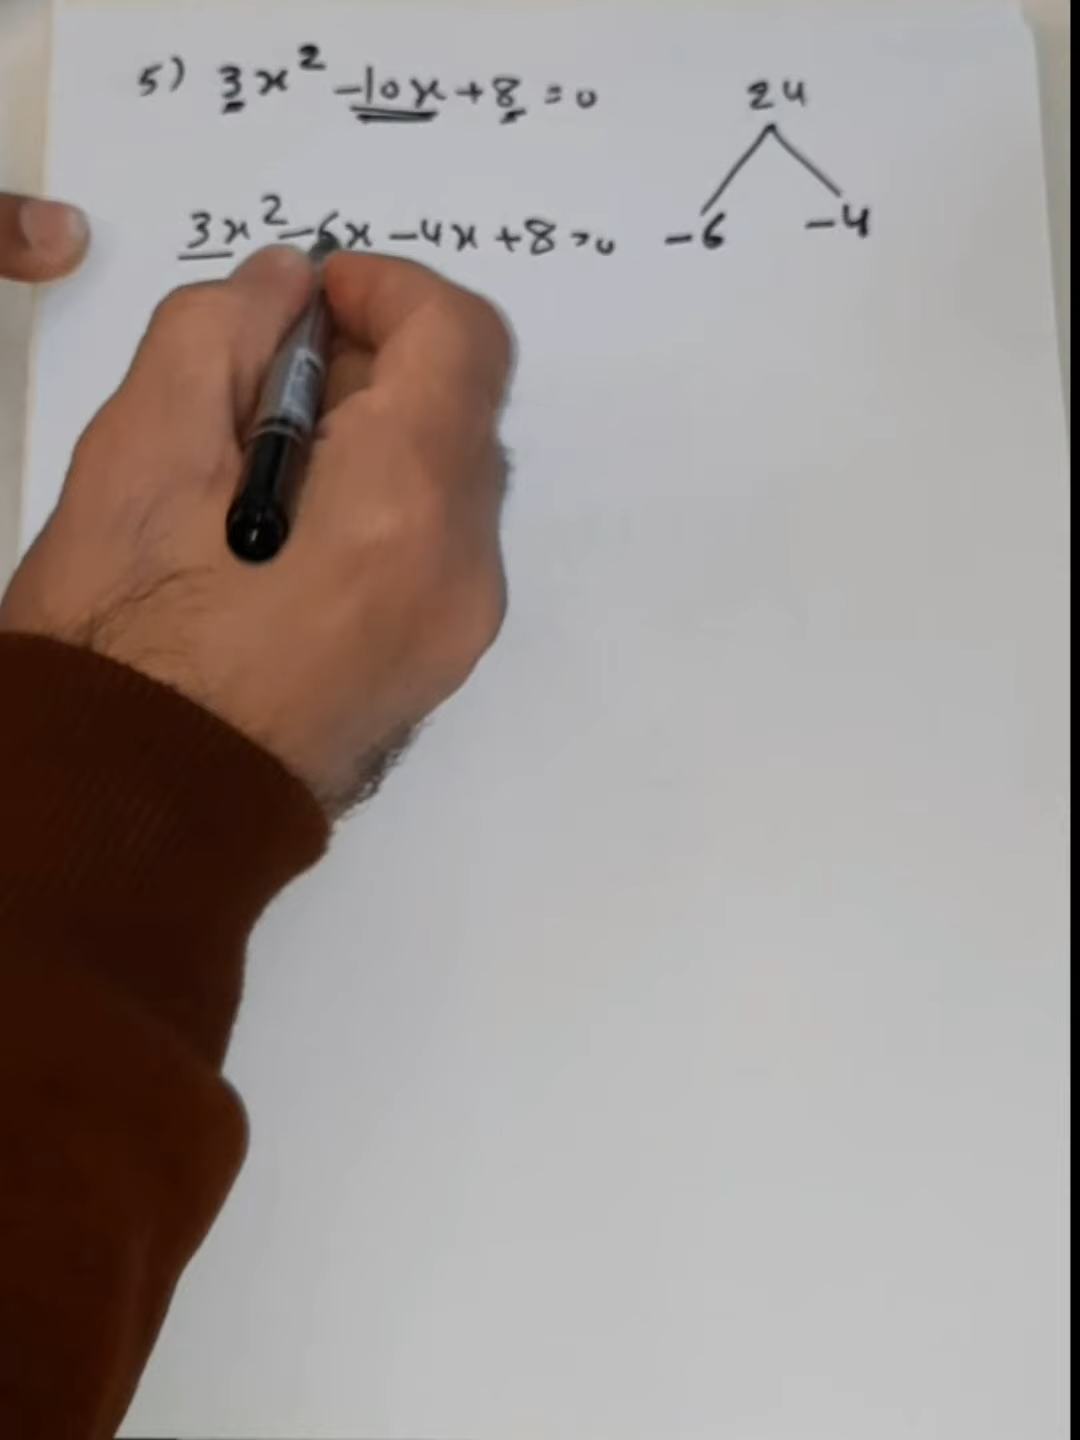 5) 3x² -10x + 8 = 0
24
-6 -4
3x² - 6x - 4x + 8 = 0